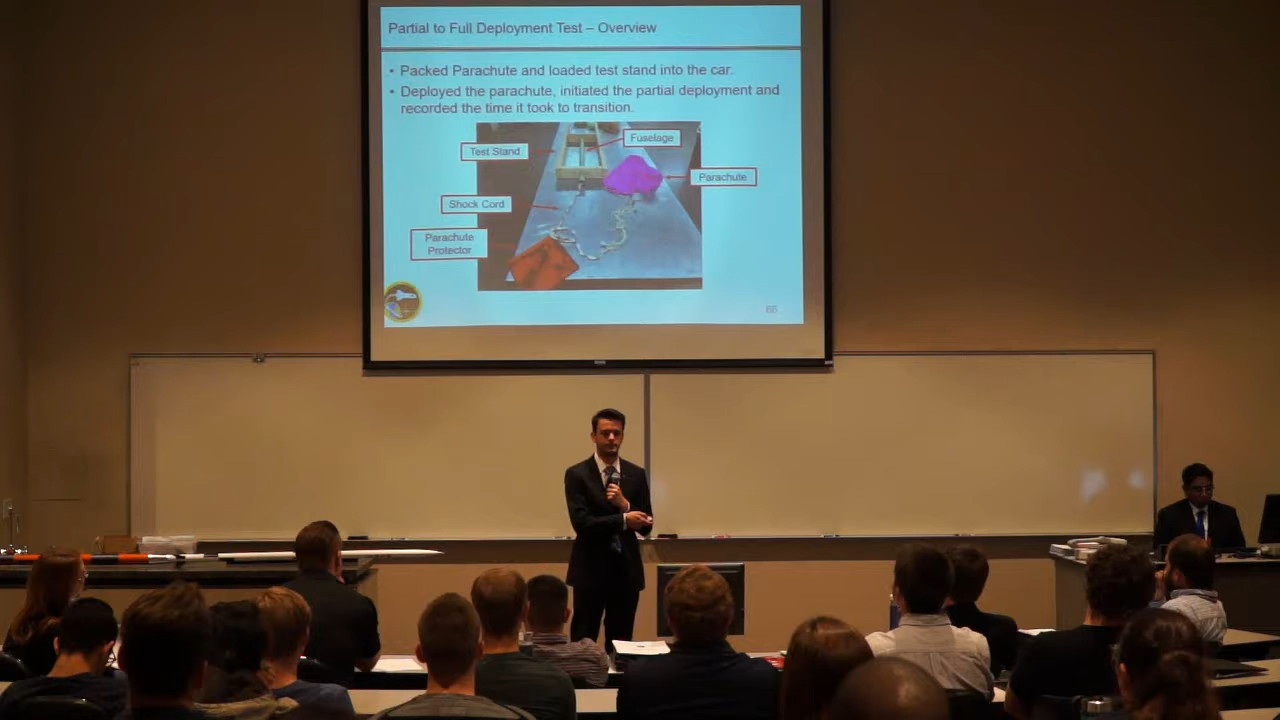 Partial to Full Deployment Test – Overview
• Packed Parachute and loaded test stand into the car.
• Deployed the parachute, initiated the partial deployment and
recorded the time it took to transition.
Fuselage
Test Stand
Parachute
Shock Cord
Parachute
Protector
66